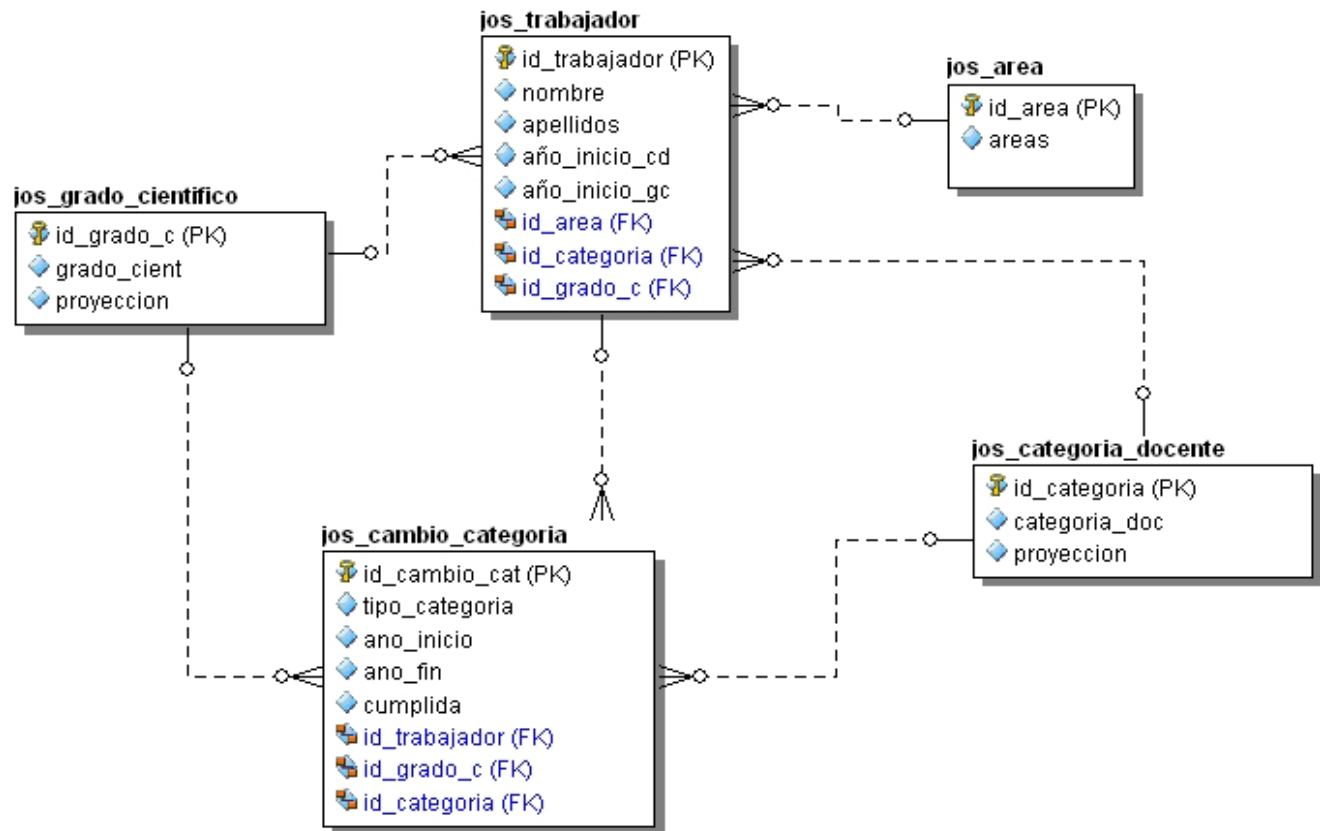 jos_trabajador
id_trabajador (PK)
nombre
apellidos
año_inicio_cd
año_inicio_gc
id_area (FK)
id_categoria (FK)
id_grado_c (FK)
jos_area
id_area (PK)
areas
jos_grado_cientifico
id_grado_c (PK)
grado_cient
proyeccion
jos_categoria_docente
id_categoria (PK)
categoria_doc
proyeccion
jos_cambio_categoria
id_cambio_cat (PK)
tipo_categoria
ano_inicio
ano_fin
cumplida
id_trabajador (FK)
id_grado_c (FK)
id_categoria (FK)